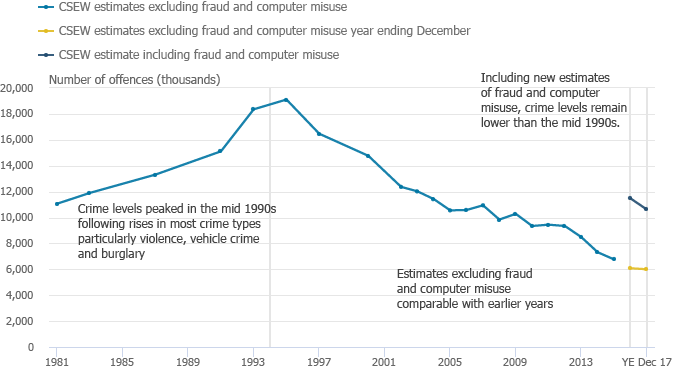 CSEW estimates excluding fraud and computer misuse
CSEW estimates excluding fraud and computer misuse year ending December
CSEW estimate including fraud and computer misuse
Number of offences (thousands)
Including new estimates
of fraud and computer
misuse, crime levels remain
lower than the mid 1990s.
20,000
18,000
16,000
14,000
12,000
10,000
8,000
6,000
4,000
2,000
0
Crime levels peaked in the mid 1990s
following rises in most crime types
particularly violence, vehicle crime
and burglary
Estimates excluding fraud
and computer misuse
comparable with earlier years
1981 1985 1989 1993 1997 2001 2005 2009 2013 YE Dec 17